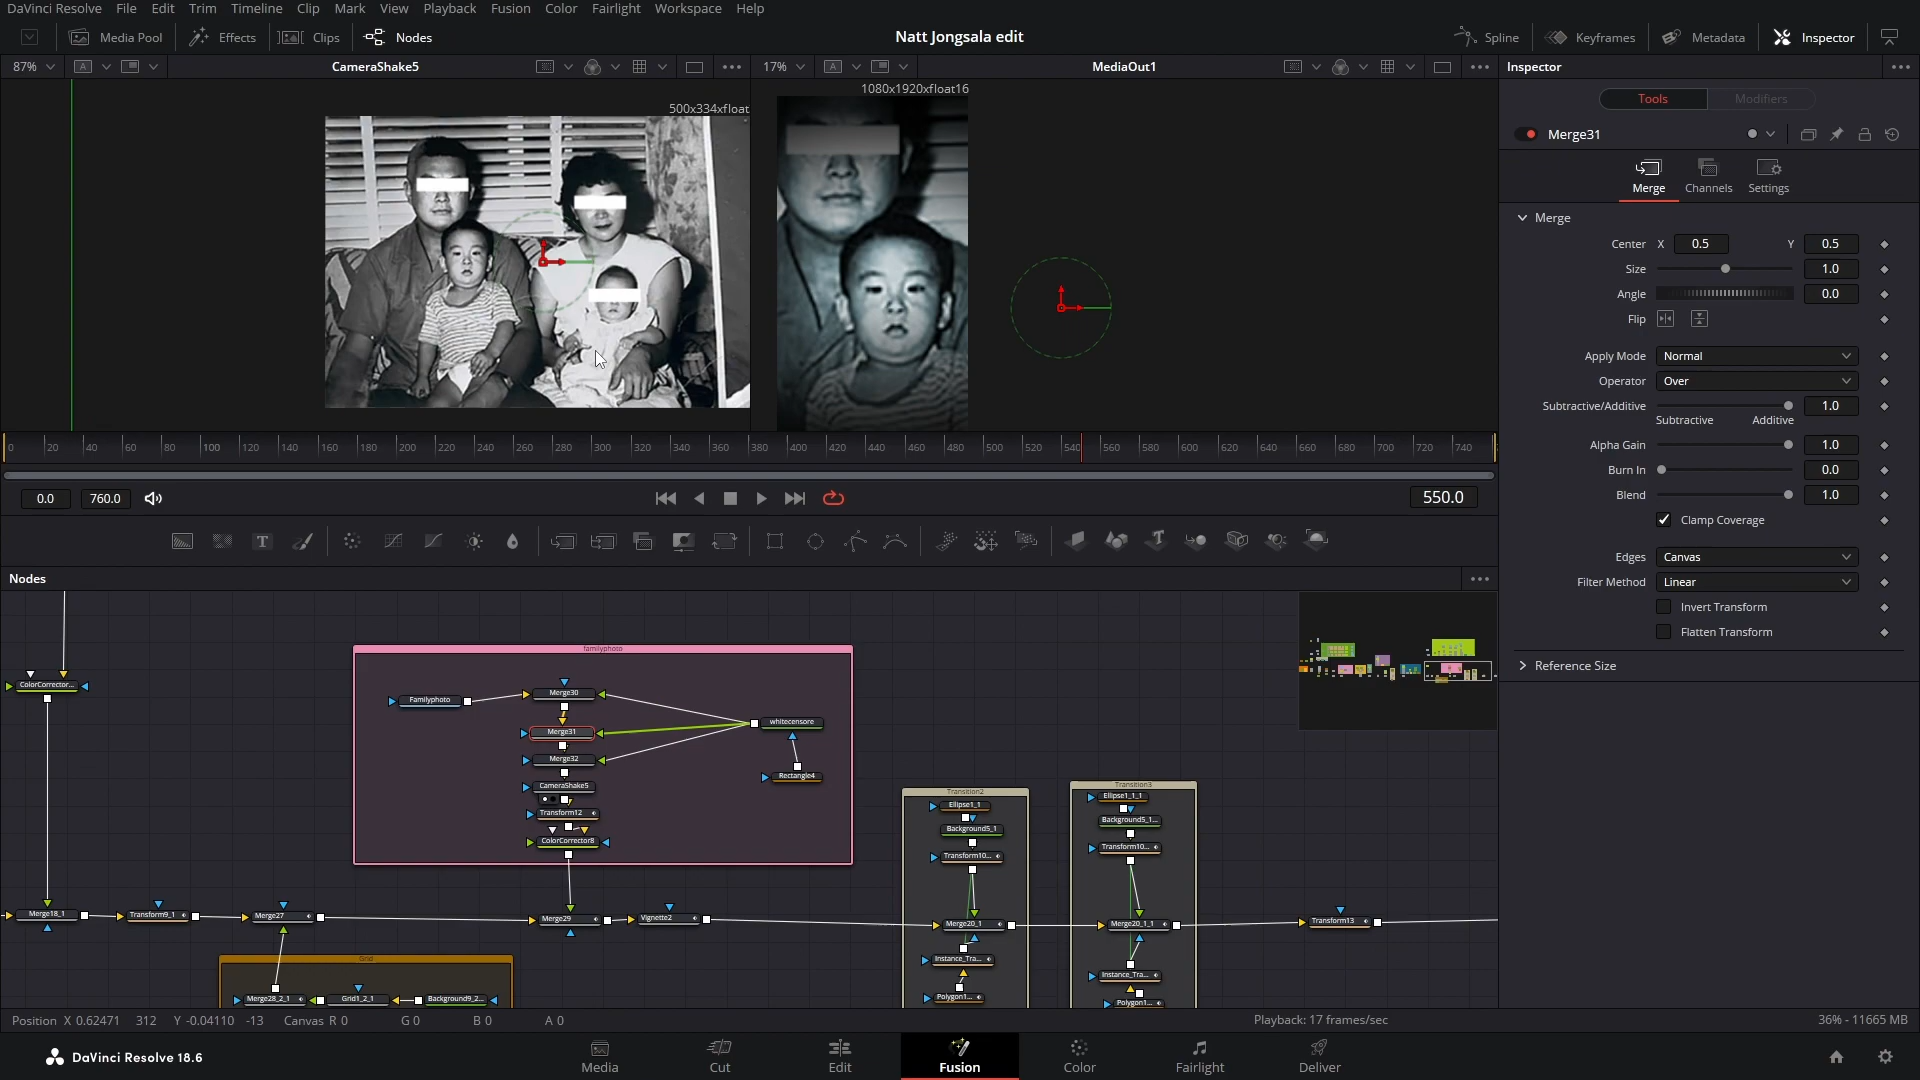 DaVinci Resolve File Edit Trim Timeline Clip Mark View Playback Fusion Color Fairlight Workspace Help
Media Pool Effects Clips Nodes Natt Jongsala edit Spline Keyframes Metadata Inspector
87% A CameraShake5 17% A MediaOut1 Inspector
500x334xfloat
1080x1920xfloat16
Tools Modifiers
Merge31
Merge Channels Settings
Merge
Center X 0.5 Y 0.5
Size 1.0
Angle 0.0
Flip
Apply Mode Normal
Operator Over
Subtractive/Additive 1.0
Subtractive Additive
Alpha Gain 1.0
Burn In 0.0
Blend 1.0
Clamp Coverage
Edges Canvas
Filter Method Linear
Invert Transform
Flatten Transform
Reference Size
0 20 40 60 80 100 120 140 160 180 200 220 240 260 280 300 320 340 360 380 400 420 440 460 480 500 520 540 560 580 600 620 640 660 680 700 720 740
0.0 760.0 550.0
T
Nodes
familyphoto
ColorCorrector...
Familyphoto
Merge30
whitecensore
Merge31
Merge32
Rectangle4
CameraShake5
Transform12
ColorCorrector8
Transition2
Ellipse1_1
Background5_1
Transform10...
Transition3
Ellipse1_1_1
Background5_1...
Transform10...
Merge18_1 Transform9_1 Merge27 Merge29 Vignette2 Merge20_1 Merge20_1_1 Transform13
Instance_Tra...
Polygon1...
Instance_Tra...
Polygon1...
Grid
Merge28_2_1 Grid1_2_1 Background9_2...
Position X 0.62471 312 Y -0.04110 -13 Canvas R 0 G 0 B 0 A 0 Playback: 17 frames/sec 36% - 11665 MB
DaVinci Resolve 18.6
Media Cut Edit Fusion Color Fairlight Deliver